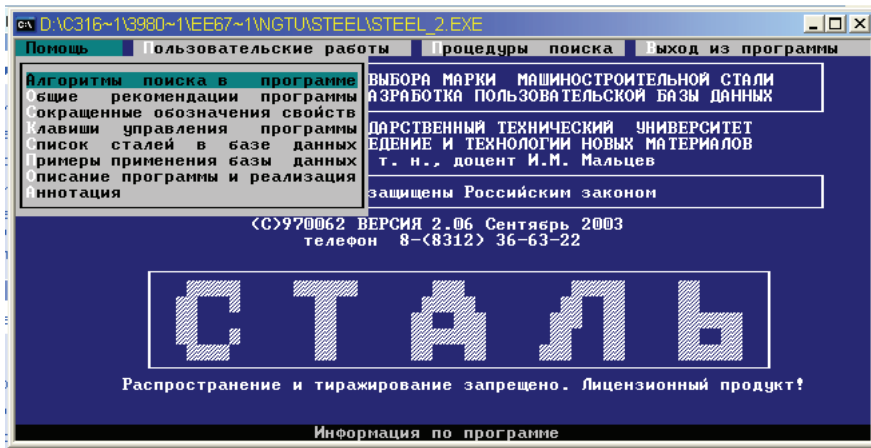 D:\C316~1\3980~1\EE67~1\NGTU\STEEL\STEEL_2.EXE
Помощь Пользовательские работы Процедуры поиска Выход из программы
Алгоритмы поиска в программе
Общие рекомендации программы
Сокращенные обозначения свойств
Клавиши управления программы
Список сталей в базе данных
Примеры применения базы данных
Описание программы и реализация
Аннотация
ВЫБОРА МАРКИ МАШИНОСТРОИТЕЛЬНОЙ СТАЛИ
АЗРАБОТКА ПОЛЬЗОВАТЕЛЬСКОЙ БАЗЫ ДАННЫХ
ДАРСТВЕННЫЙ ТЕХНИЧЕСКИЙ УНИВЕРСИТЕТ
ЕДЕНИЕ И ТЕХНОЛОГИИ НОВЫХ МАТЕРИАЛОВ
т. н., доцент И.М. Мальцев
защищены Российским законом
(C)970062 ВЕРСИЯ 2.06 Сентябрь 2003
телефон 8-(8312) 36-63-22
СТАЛЬ
Распространение и тиражирование запрещено. Лицензионный продукт!
Информация по программе